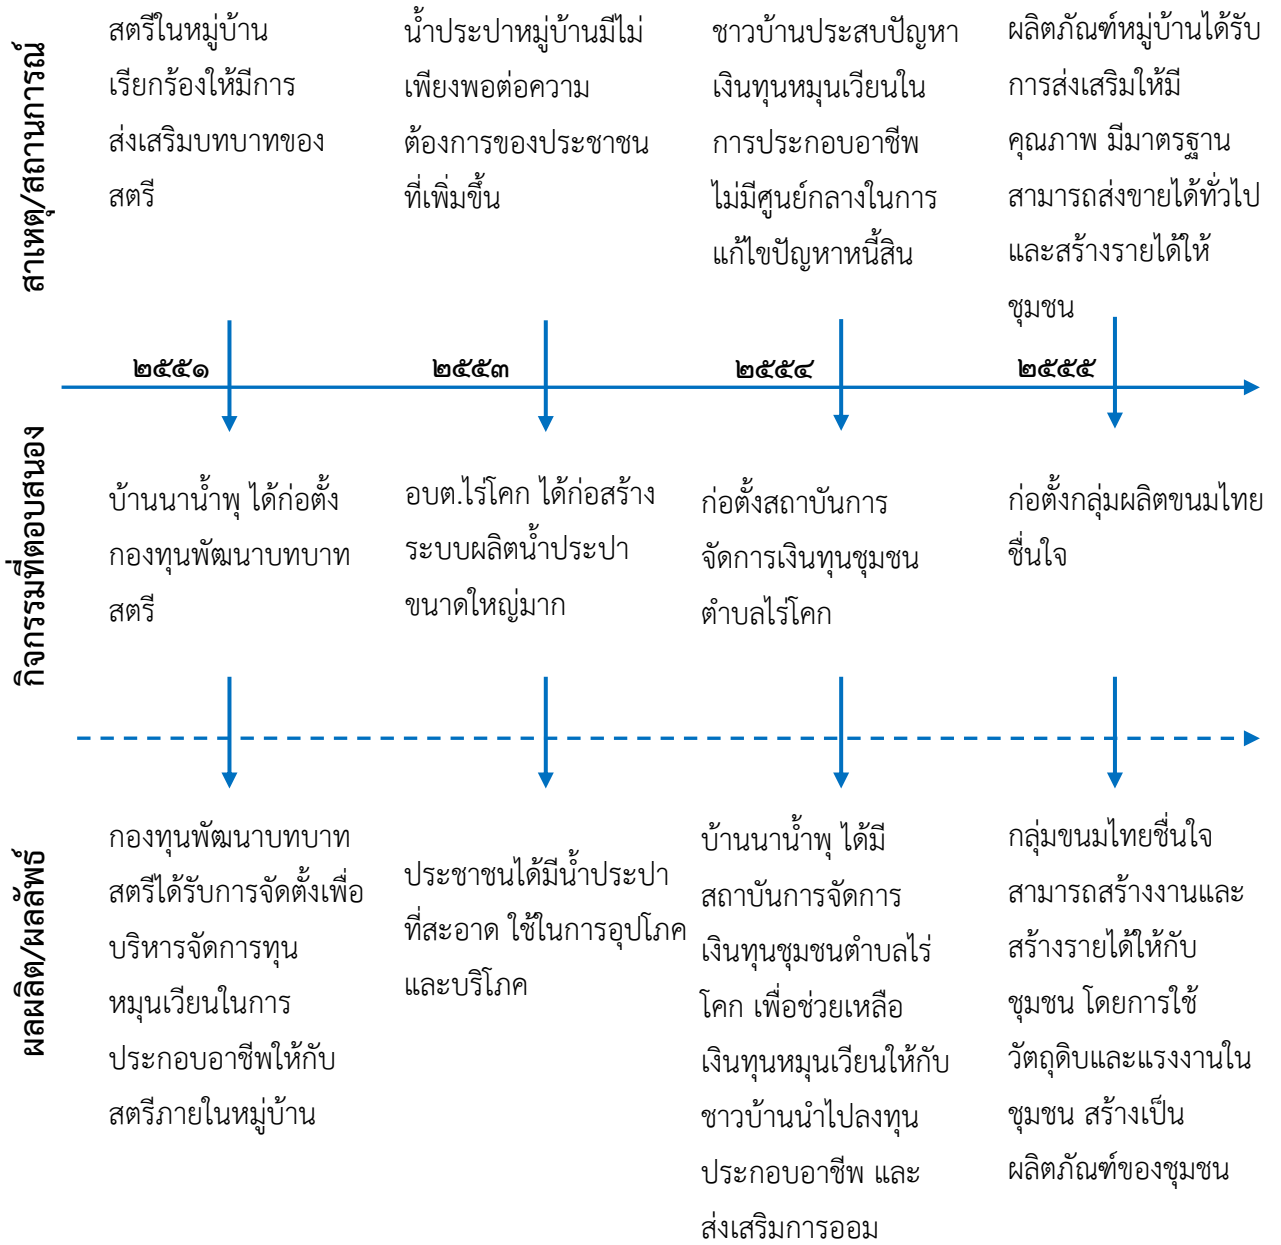 สาเหตุ/สถานการณ์
สตรีในหมู่บ้าน
เรียกร้องให้มีการ
ส่งเสริมบทบาทของ
สตรี
น้ำประปาหมู่บ้านมีไม่
เพียงพอต่อความ
ต้องการของประชาชน
ที่เพิ่มขึ้น
ชาวบ้านประสบปัญหา
เงินทุนหมุนเวียนใน
การประกอบอาชีพ
ไม่มีศูนย์กลางในการ
แก้ไขปัญหาหนี้สิน
ผลิตภัณฑ์หมู่บ้านได้รับ
การส่งเสริมให้มี
คุณภาพ มีมาตรฐาน
สามารถส่งขายได้ทั่วไป
และสร้างรายได้ให้
ชุมชน
๒๕๕๑
๒๕๕๓
๒๕๕๔
๒๕๕๕
กิจกรรมที่ตอบสนอง
บ้านนาน้ำพุ ได้ก่อตั้ง
กองทุนพัฒนาบทบาท
สตรี
อบต.ไร่โคก ได้ก่อสร้าง
ระบบผลิตน้ำประปา
ขนาดใหญ่มาก
ก่อตั้งสถาบันการ
จัดการเงินทุนชุมชน
ตำบลไร่โคก
ก่อตั้งกลุ่มผลิตขนมไทย
ชื่นใจ
ผลผลิต/ผลลัพธ์
กองทุนพัฒนาบทบาท
สตรีได้รับการจัดตั้งเพื่อ
บริหารจัดการทุน
หมุนเวียนในการ
ประกอบอาชีพให้กับ
สตรีภายในหมู่บ้าน
ประชาชนได้มีน้ำประปา
ที่สะอาด ใช้ในการอุปโภค
และบริโภค
บ้านนาน้ำพุ ได้มี
สถาบันการจัดการ
เงินทุนชุมชนตำบลไร่
โคก เพื่อช่วยเหลือ
เงินทุนหมุนเวียนให้กับ
ชาวบ้านนำไปลงทุน
ประกอบอาชีพ และ
ส่งเสริมการออม
กลุ่มขนมไทยชื่นใจ
สามารถสร้างงานและ
สร้างรายได้ให้กับ
ชุมชน โดยการใช้
วัตถุดิบและแรงงานใน
ชุมชน สร้างเป็น
ผลิตภัณฑ์ของชุมชน